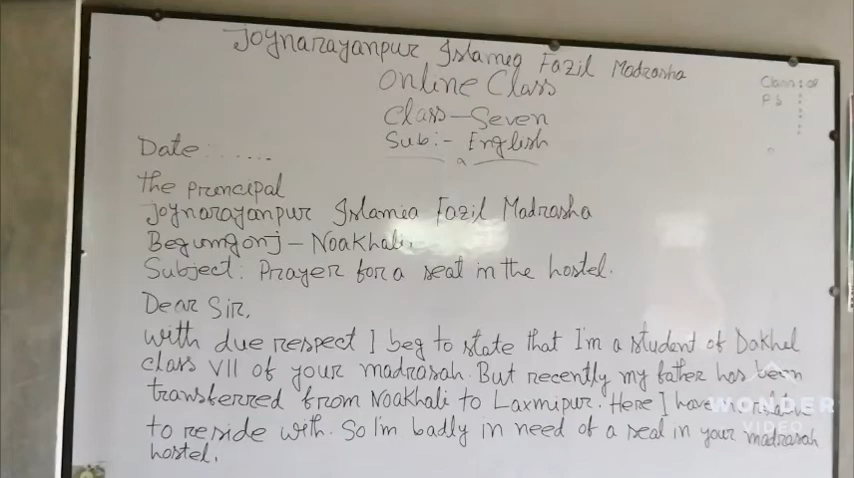 Joynarayanpur Islamia Fazil Madrasha
Online Class
Class - Seven
Sub:- English
Date ......
The Principal
Joynarayanpur Islamia Fazil Madrasha
Begumgonj - Noakhali.
Subject: Prayer for a seat in the hostel.
Dear Sir,
With due respect I beg to state that I'm a student of Dakhel
class VII of your madrasah. But recently my father has been
transferred from Noakhali to Laxmipur. Here I have
to reside with. So I'm badly in need of a seat in your madrasah
hostel.
WONDER
VIDEO